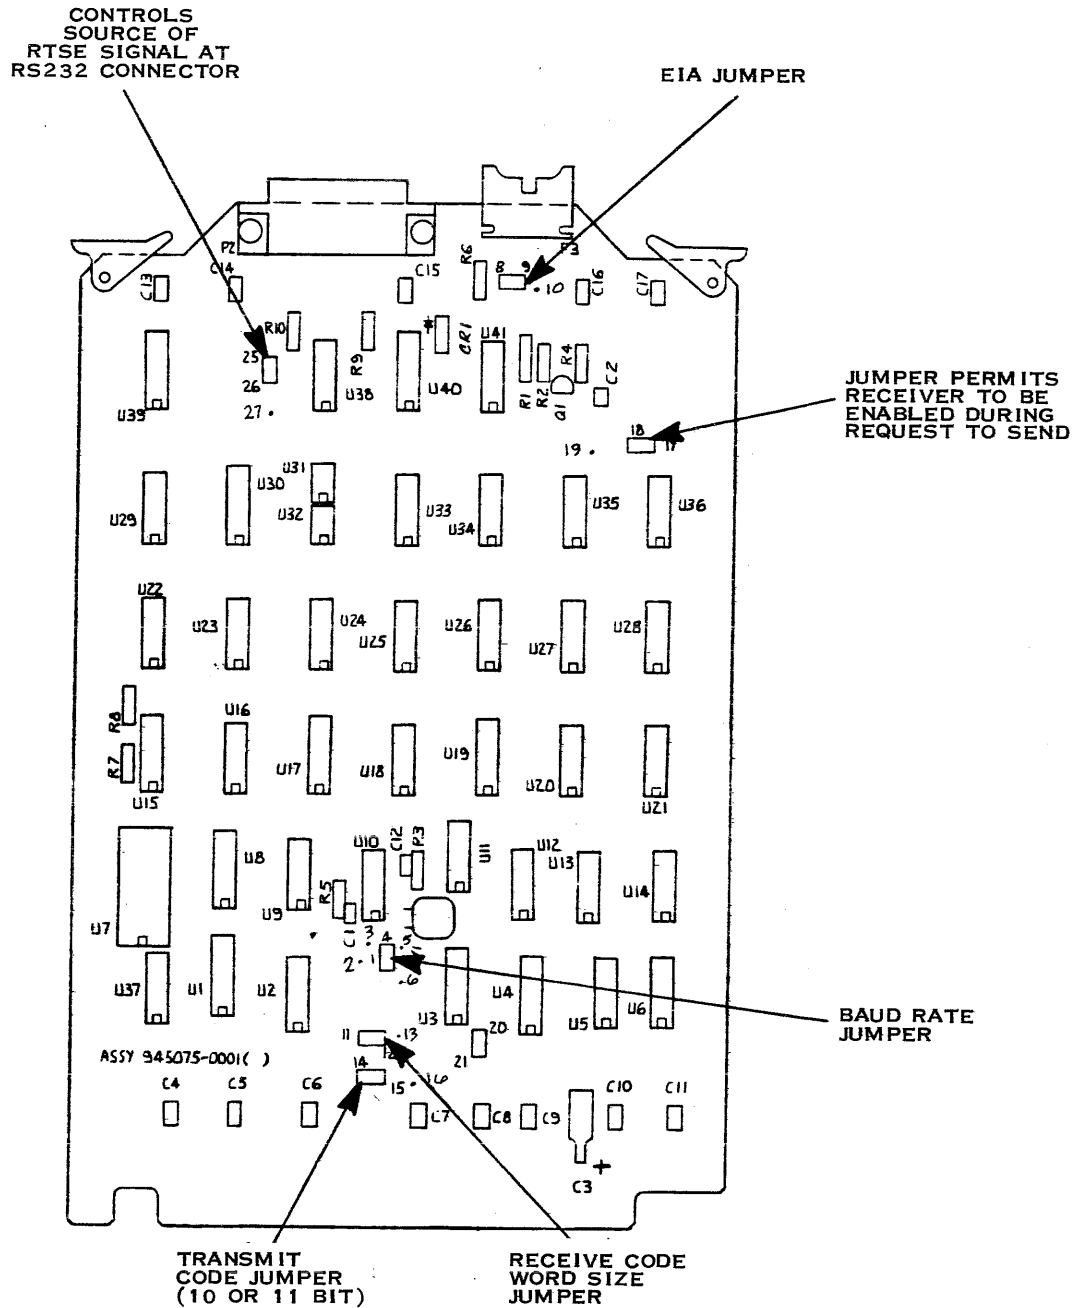 CONTROLS
SOURCE OF
RTSE SIGNAL AT
RS232 CONNECTOR
EIA JUMPER
P2
R6
8 9
10
C13
C14
C15
C16
C17
R10
R9
CR1
U41
25
26
27
U39
U38
U40
R1
R2
Q1
R4
C2
JUMPER PERMITS
RECEIVER TO BE
ENABLED DURING
REQUEST TO SEND
18
19
17
U29
U30
U31
U32
U33
U34
U35
U36
U22
U23
U24
U25
U26
U27
U28
R8
R7
U15
U16
U17
U18
U19
U20
U21
U7
U8
U9
R5
C1
U10
C12
R3
U11
U12
U13
U14
3
4
5
2
1
6
U37
U1
U2
U3
U4
U5
U6
BAUD RATE
JUMPER
11
13
20
21
ASSY 945075-0001( )
14
15
16
C4
C5
C6
C7
C8
C9
C10
C11
C3
+
TRANSMIT
CODE JUMPER
(10 OR 11 BIT)
RECEIVE CODE
WORD SIZE
JUMPER